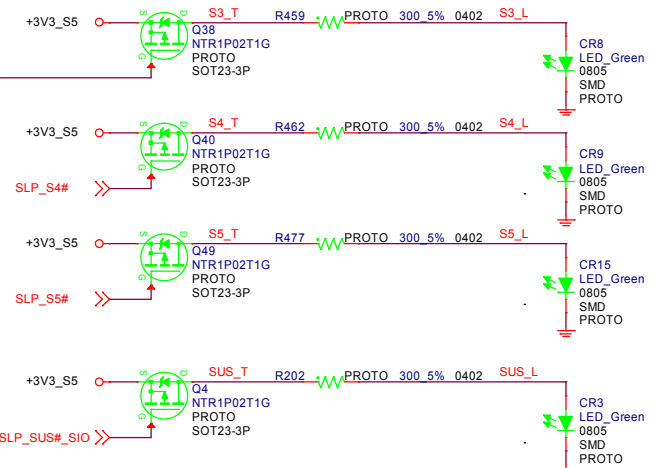 +3V3_S5 S D S3_T R459 PROTO 300_5% 0402 S3_L
Q38
NTR1P02T1G
PROTO
SOT23-3P
G
CR8
LED_Green
0805
SMD
PROTO
+3V3_S5 S D S4_T R462 PROTO 300_5% 0402 S4_L
Q40
NTR1P02T1G
PROTO
SOT23-3P
G
SLP_S4#
CR9
LED_Green
0805
SMD
PROTO
+3V3_S5 S D S5_T R477 PROTO 300_5% 0402 S5_L
Q49
NTR1P02T1G
PROTO
SOT23-3P
G
SLP_S5#
CR15
LED_Green
0805
SMD
PROTO
+3V3_S5 S D SUS_T R202 PROTO 300_5% 0402 SUS_L
Q4
NTR1P02T1G
PROTO
SOT23-3P
G
SLP_SUS#_SIO
CR3
LED_Green
0805
SMD
PROTO